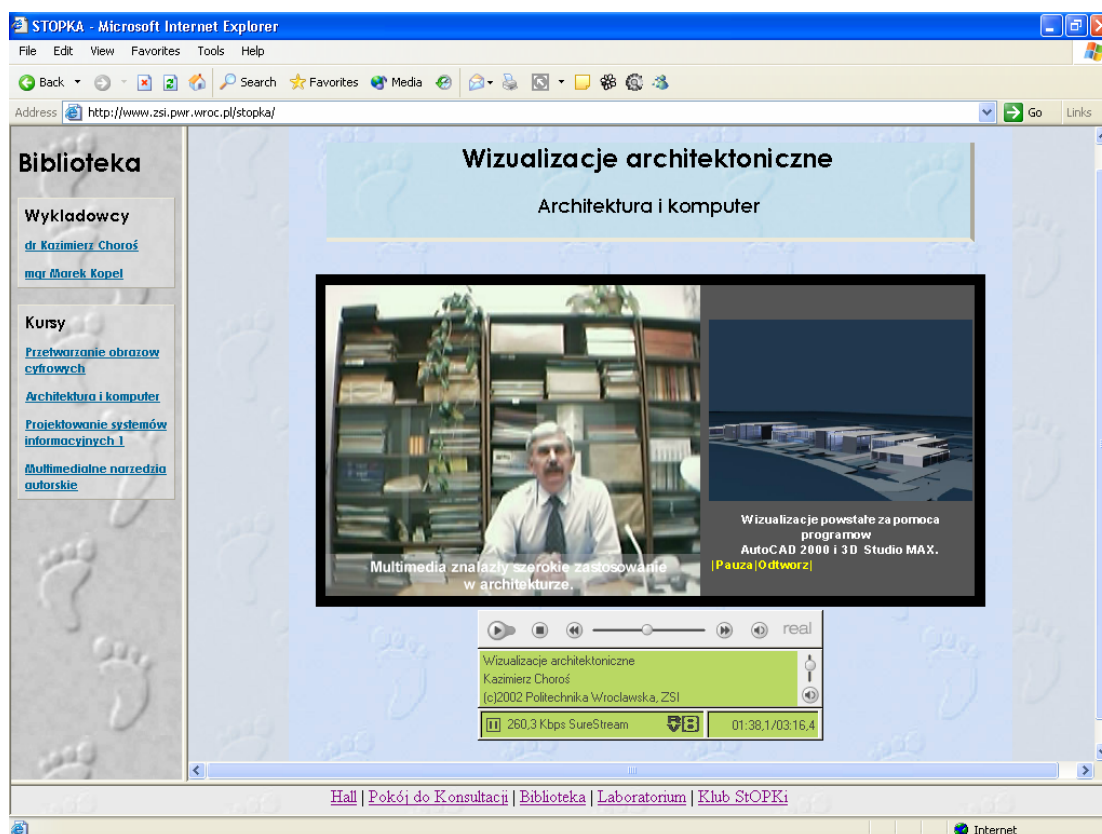 STOPKA - Microsoft Internet Explorer
File Edit View Favorites Tools Help
Back Search Favorites Media
Address http://www.zsi.pwr.wroc.pl/stopka/ Go Links
Biblioteka
Wykladowcy
dr Kazimierz Choroś
mgr Marek Kopel
Kursy
Przetwarzanie obrazow
cyfrowych
Architektura i komputer
Projektowanie systemów
informacyjnych 1
Multimedialne narzedzia
autorskie
Wizualizacje architektoniczne
Architektura i komputer
Multimedia znalazly szerokie zastosowanie
w architekturze.
Wizualizacje powstałe za pomoca
programow
AutoCAD 2000 i 3D Studio MAX.
|Pauza|Odtworz|
real
Wizualizacje architektoniczne
Kazimierz Choroś
(c)2002 Politechnika Wroclawska, ZSI
260,3 Kbps SureStream 01:38,1/03:16,4
Hall | Pokój do Konsultacji | Biblioteka | Laboratorium | Klub StOPKi
Internet